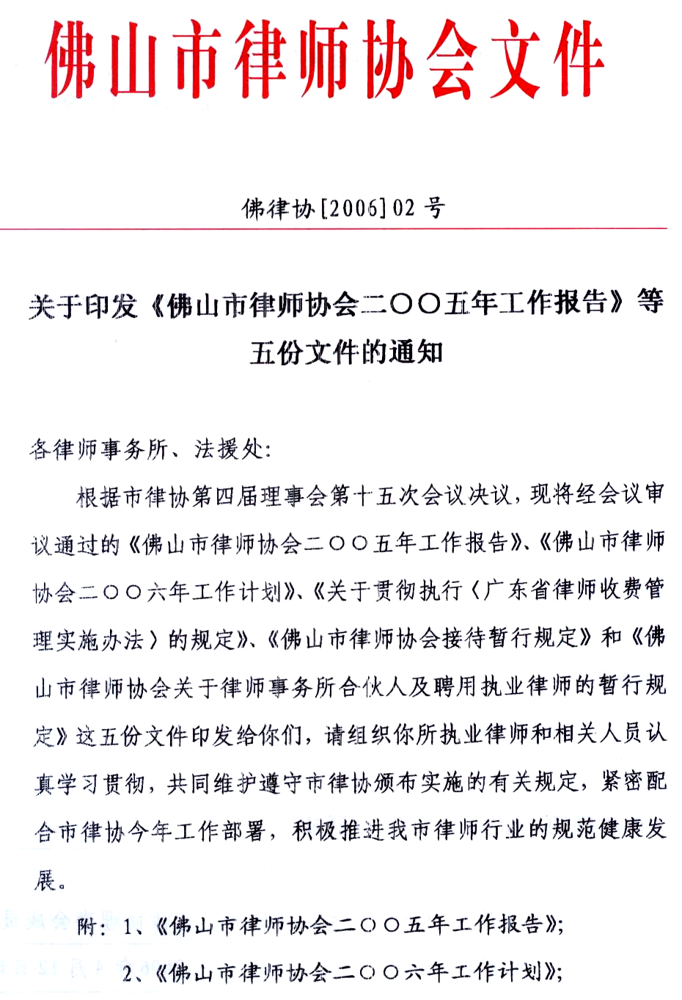 佛山市律师协会文件
佛律协[2006]02号
关于印发《佛山市律师协会二〇〇五年工作报告》等
五份文件的通知
各律师事务所、法援处:
根据市律协第四届理事会第十五次会议决议,现将经会议审
议通过的《佛山市律师协会二〇〇五年工作报告》、《佛山市律师
协会二〇〇六年工作计划》、《关于贯彻执行〈广东省律师收费管
理实施办法〉的规定》、《佛山市律师协会接待暂行规定》和《佛
山市律师协会关于律师事务所合伙人及聘用执业律师的暂行规
定》这五份文件印发给你们,请组织你所执业律师和相关人员认
真学习贯彻,共同维护遵守市律协颁布实施的有关规定,紧密配
合市律协今年工作部署,积极推进我市律师行业的规范健康发
展。
附:1、《佛山市律师协会二〇〇五年工作报告》;
2、《佛山市律师协会二〇〇六年工作计划》;